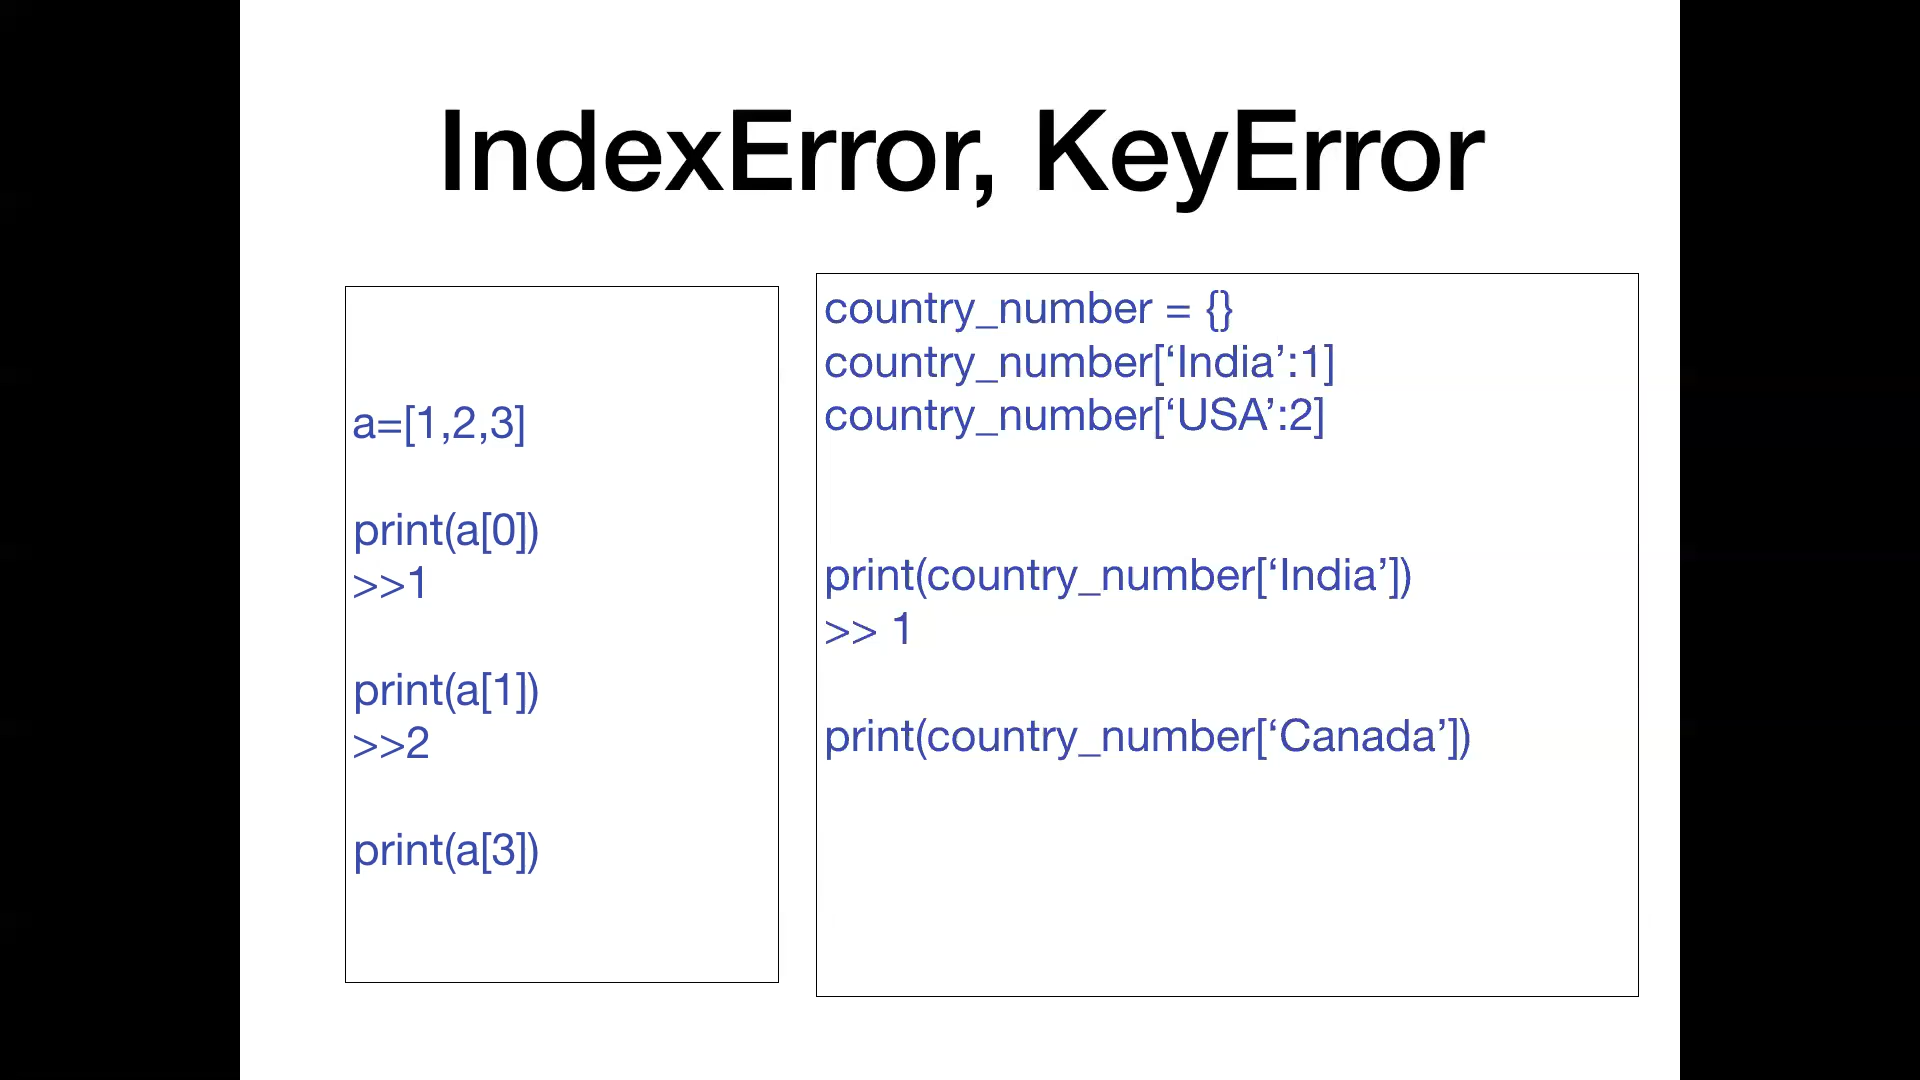 IndexError, KeyError
a=[1,2,3]
print(a[0])
>>1
print(a[1])
>>2
print(a[3])
country_number = {}
country_number[‘India’:1]
country_number[‘USA’:2]
print(country_number[‘India’])
>> 1
print(country_number[‘Canada’])